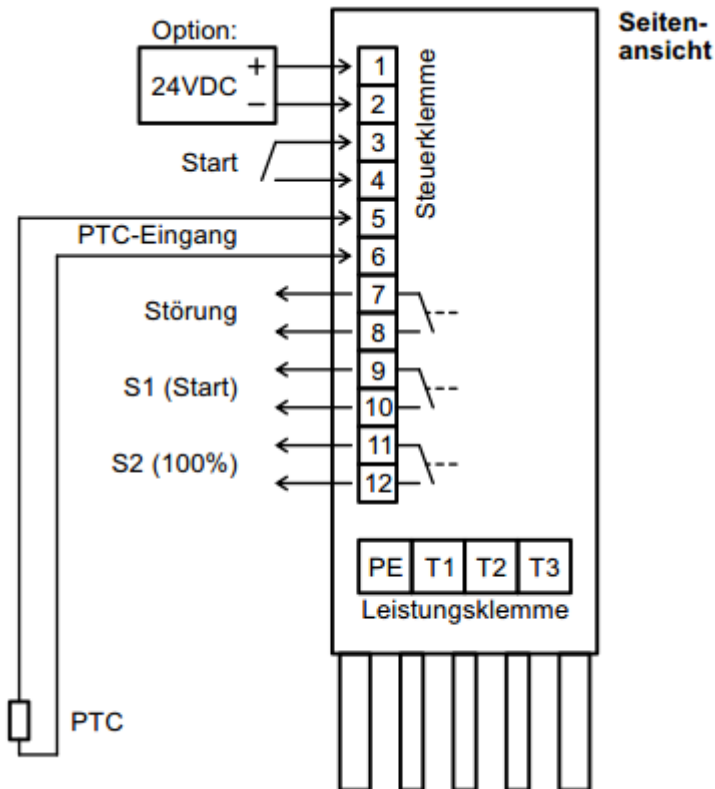 Option:
Seiten-
ansicht
24VDC
+
−
Steuerklemme
1
2
3
Start
4
5
PTC-Eingang
6
7
Störung
8
9
S1 (Start)
10
11
S2 (100%)
12
PE T1 T2 T3
Leistungsklemme
PTC